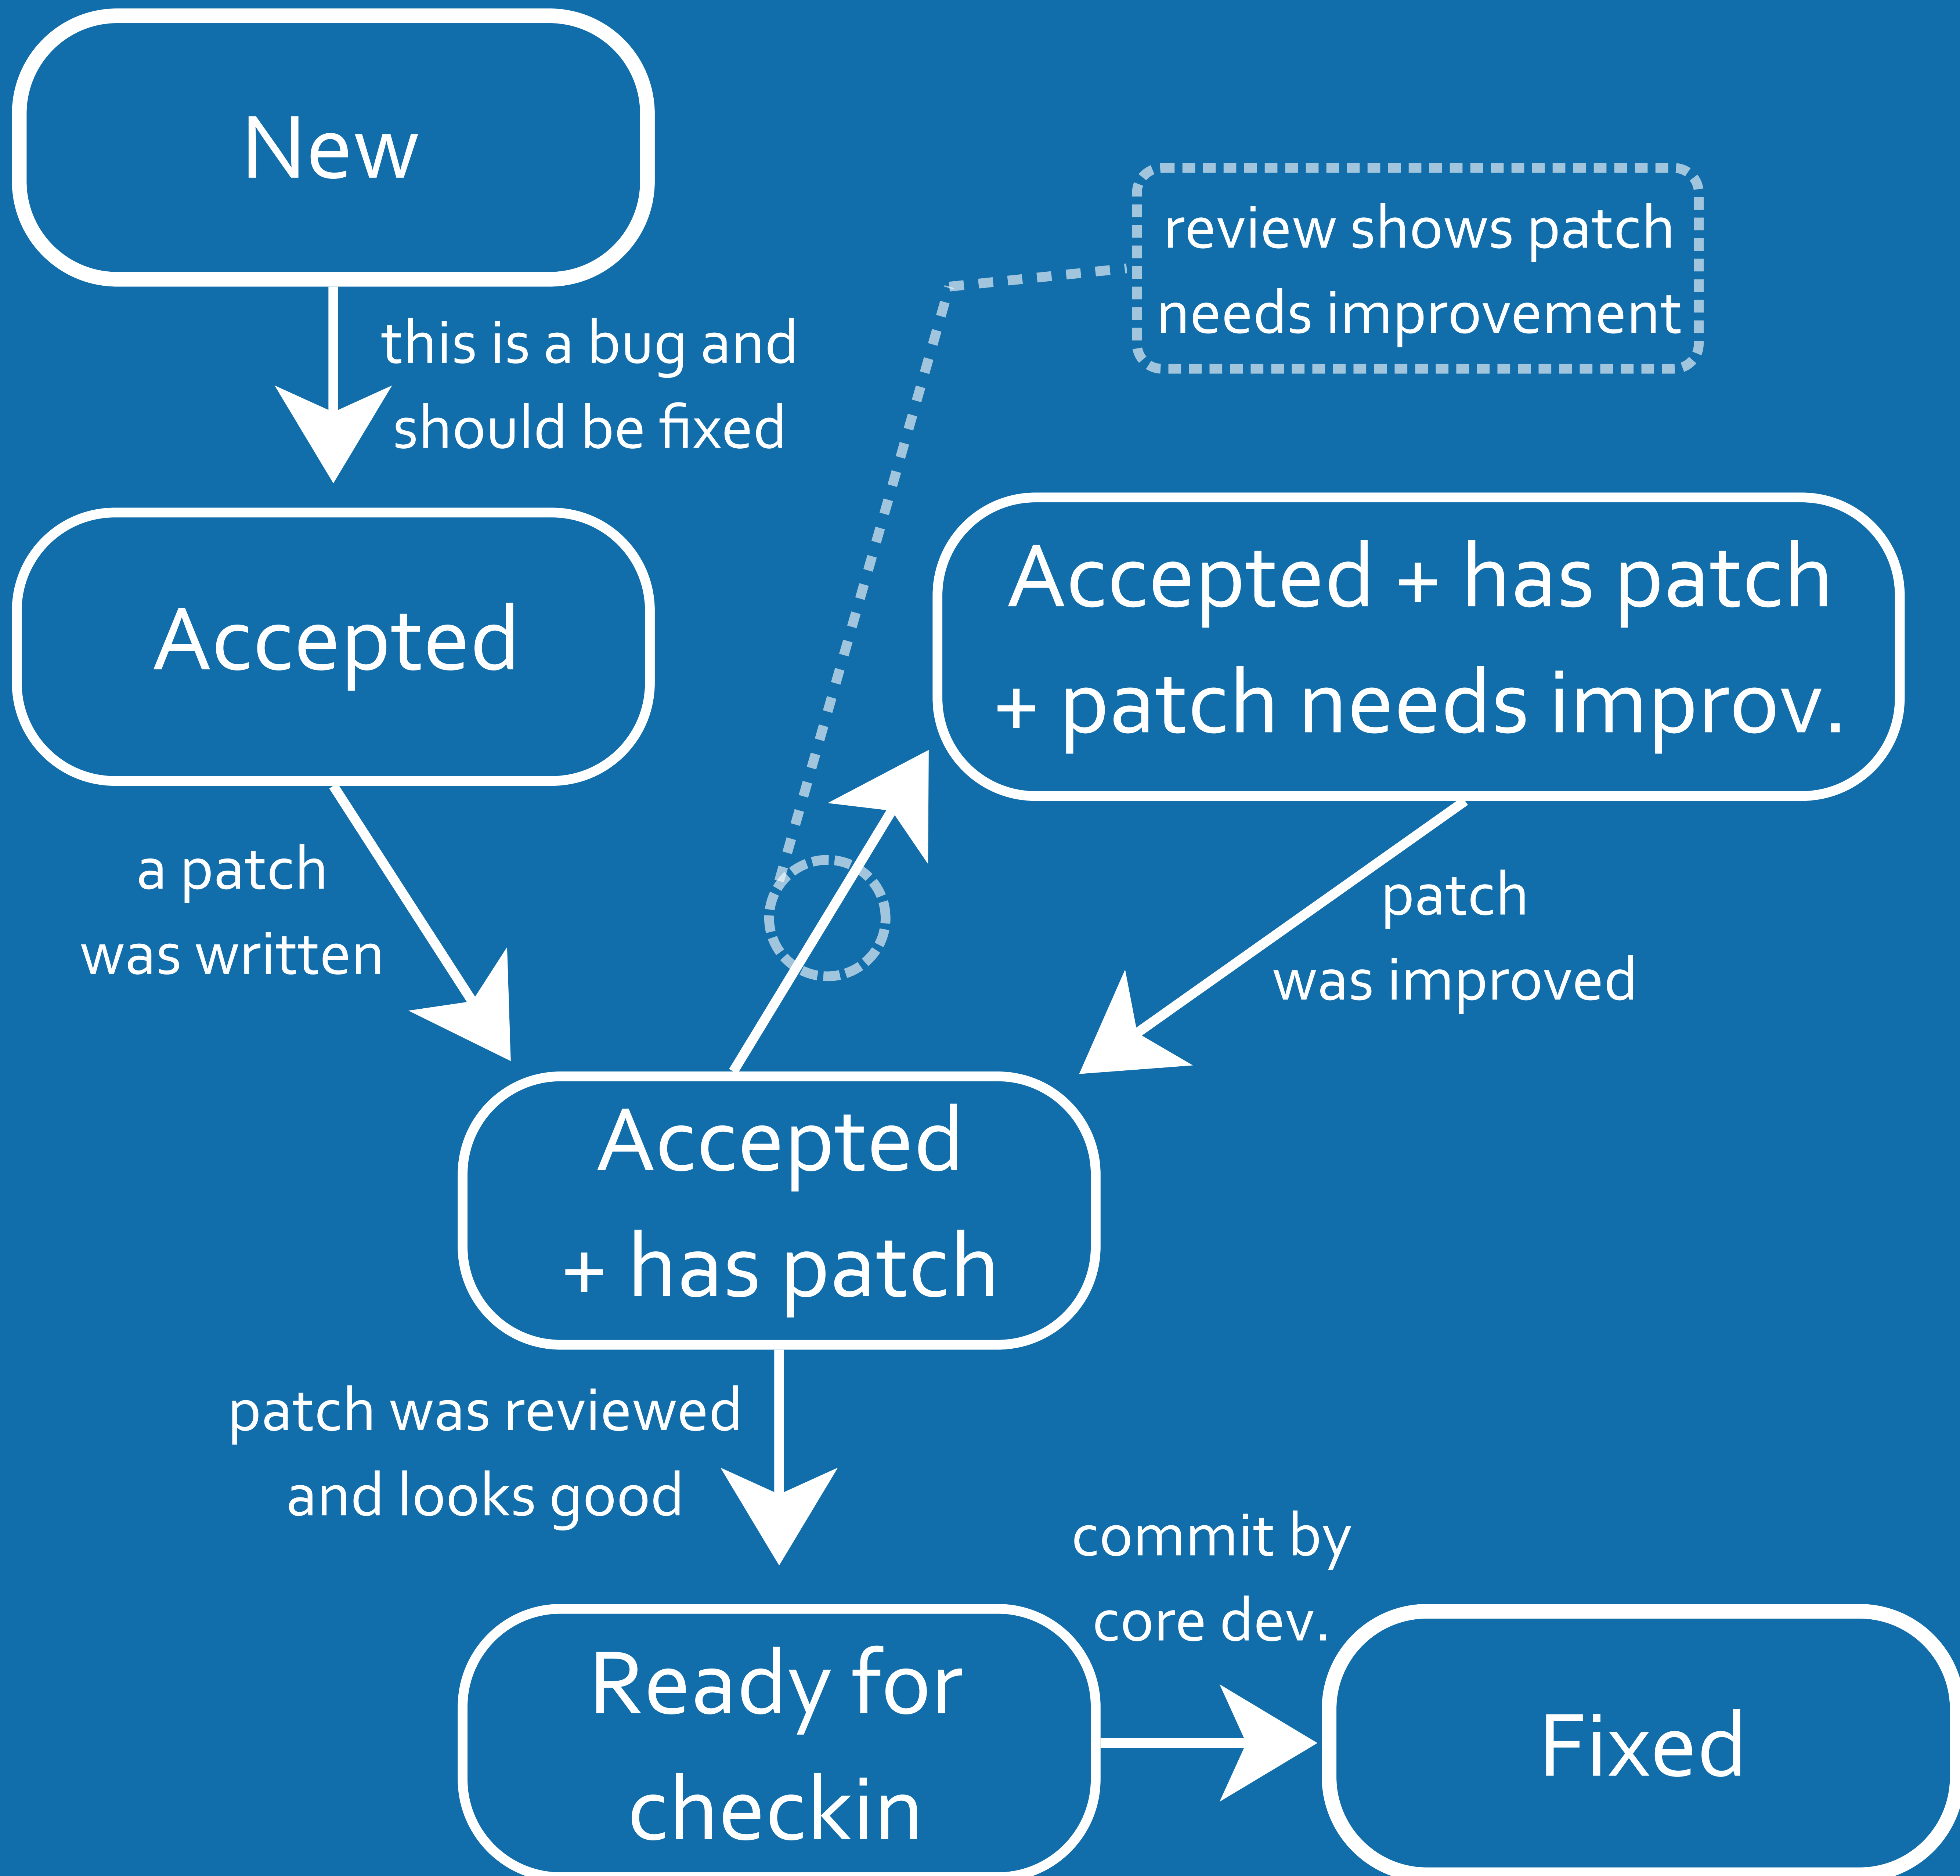 New
this is a bug and
should be fixed
review shows patch
needs improvement
Accepted
Accepted + has patch
+ patch needs improv.
a patch
was written
patch
was improved
Accepted
+ has patch
patch was reviewed
and looks good
commit by
core dev.
Ready for
checkin
Fixed